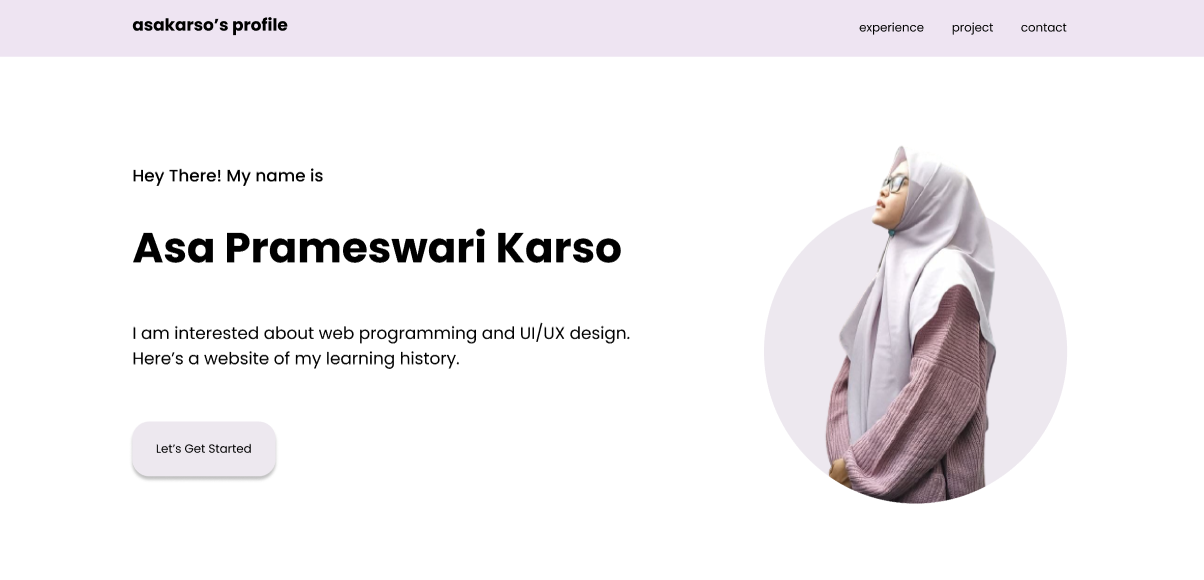 asakarso’s profile
experience project contact
Hey There! My name is
Asa Prameswari Karso
I am interested about web programming and UI/UX design.
Here’s a website of my learning history.
Let’s Get Started